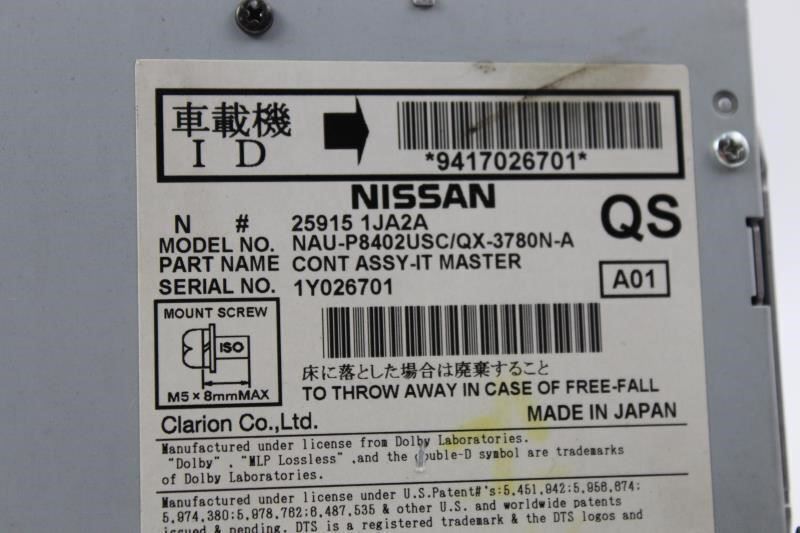 車載機
I D
*9417026701*
NISSAN
QS
N # 25915 1JA2A
MODEL NO. NAU-P8402USC/QX-3780N-A
PART NAME CONT ASSY-IT MASTER
SERIAL NO. 1Y026701
A01
MOUNT SCREW
ISO
M5×8mmMAX
床に落とした場合は廃棄すること
TO THROW AWAY IN CASE OF FREE-FALL
Clarion Co.,Ltd.
MADE IN JAPAN
Manufactured under license from Dolby Laboratories.
"Dolby", "MLP Lossless", and the double-D symbol are trademarks
of Dolby Laboratories.
Manufactured under license under U.S.Patent#'s:5,451,942;5,956,674;
5,974,380;5,978,762;6,487,535 & other U.S. and worldwide patents
issued & pending. DTS is a registered trademark & the DTS logos and